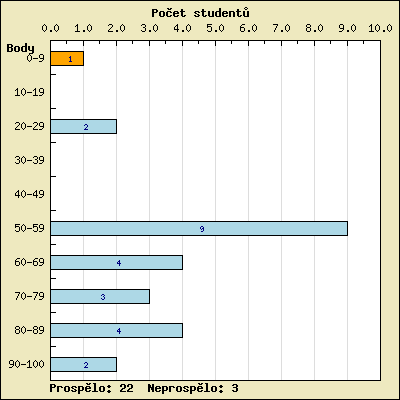 Počet studentů
0.0 1.0 2.0 3.0 4.0 5.0 6.0 7.0 8.0 9.0 10.0
Body
0-9 1
10-19
20-29 2
30-39
40-49
50-59 9
60-69 4
70-79 3
80-89 4
90-100 2
Prospělo: 22 Neprospělo: 3